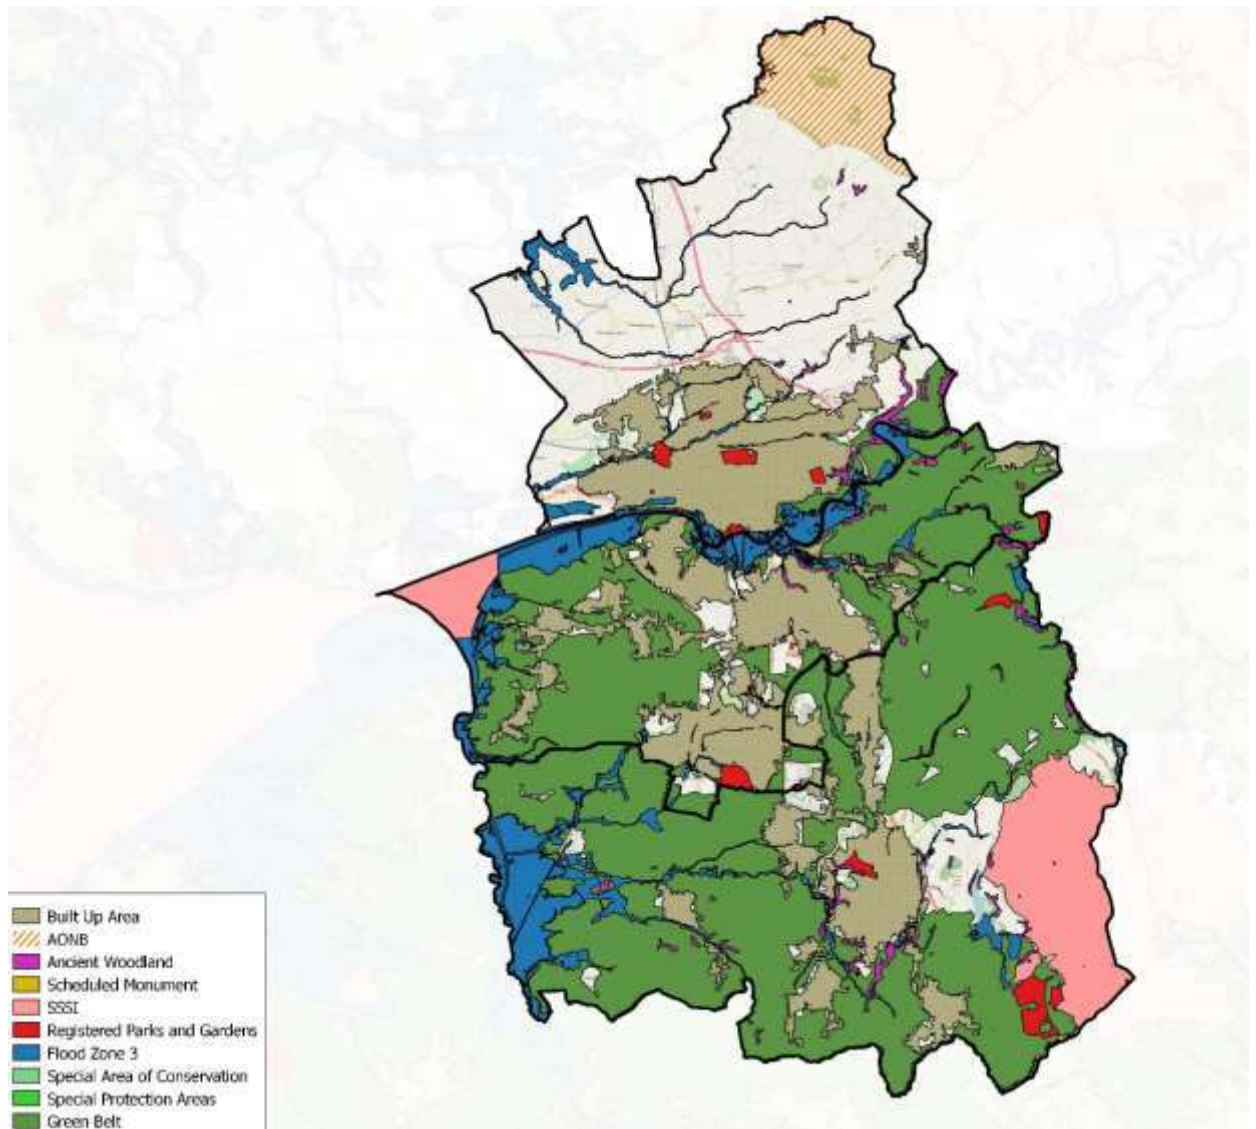 Built Up Area
AONB
Ancient Woodland
Scheduled Monument
SSSI
Registered Parks and Gardens
Flood Zone 3
Special Area of Conservation
Special Protection Areas
Green Belt